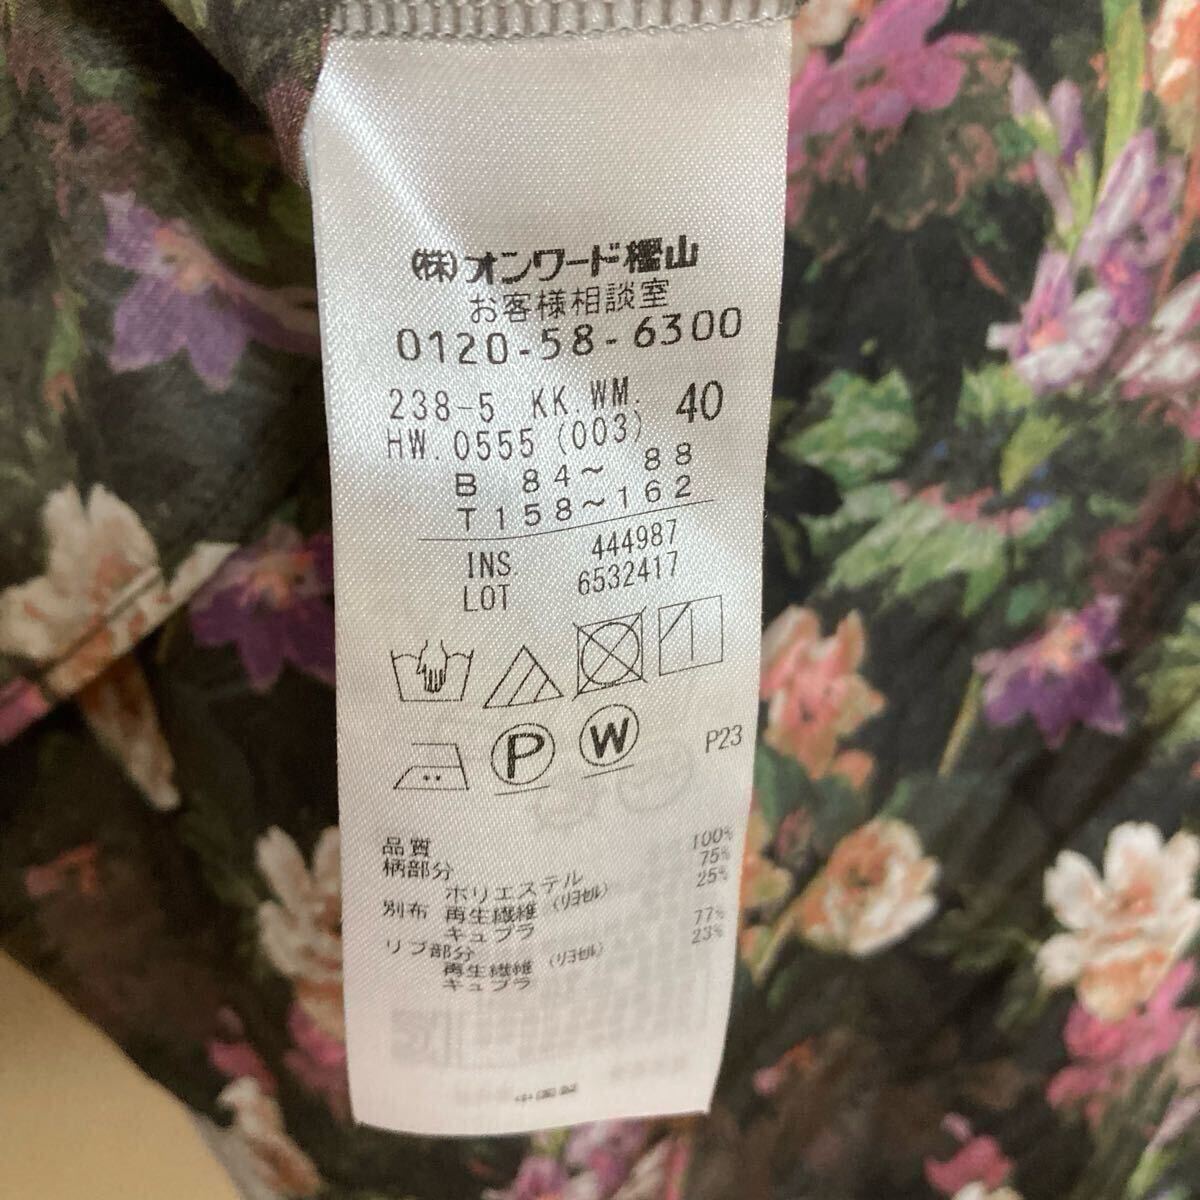 (株)オンワード樫山
お客様相談室
0120-58-6300
238-5 KK.WM. 40
HW.0555(003)
B 84～ 88
T158～162
INS 444987
LOT 6532417
P
W
P23
品質
柄部分 100%
ポリエステル 75%
別布 再生繊維(リヨセル) 25%
キュプラ
リブ部分 77%
再生繊維(リヨセル) 23%
キュプラ
中国製